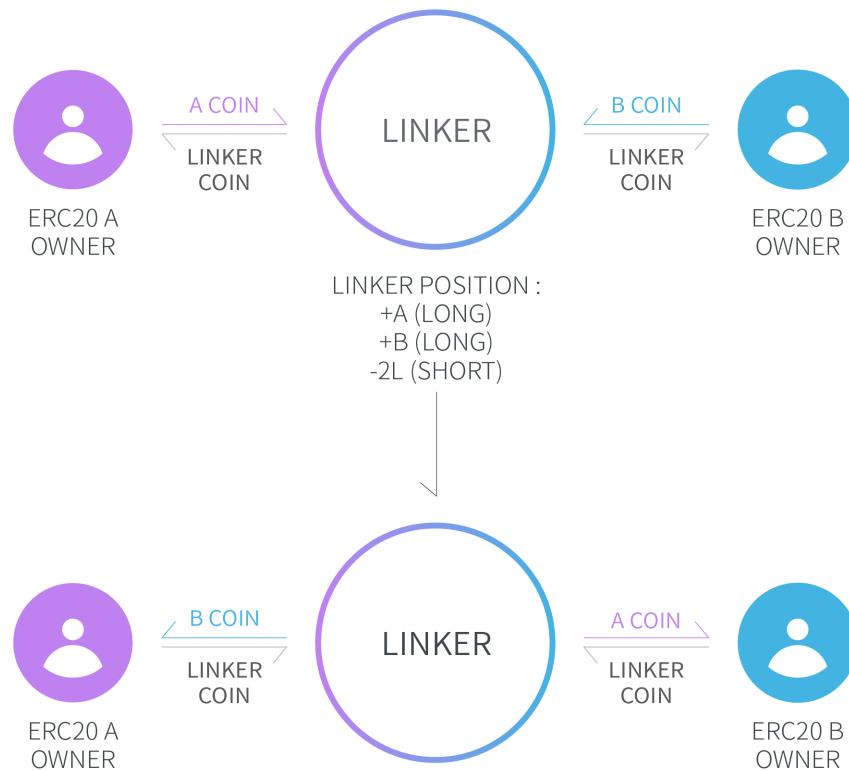 A COIN
LINKER
COIN
ERC20 A
OWNER
LINKER
B COIN
LINKER
COIN
ERC20 B
OWNER
LINKER POSITION :
+A (LONG)
+B (LONG)
-2L (SHORT)
B COIN
LINKER
COIN
ERC20 A
OWNER
LINKER
A COIN
LINKER
COIN
ERC20 B
OWNER